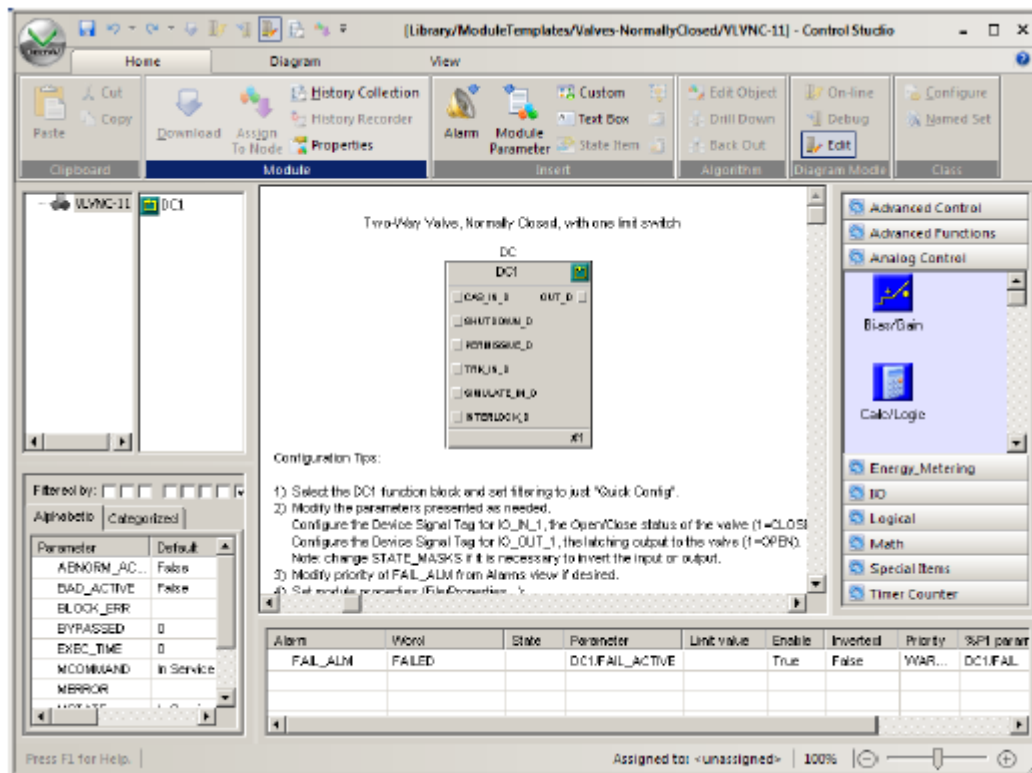 [Library/ModuleTemplates/Valves-NormallyClosed/VLVNC-11] - Control Studio
Home Diagram View
Paste
Cut
Copy
Clipboard
Download
Assign To Node
History Collection
History Recorder
Properties
Module
Alarm
Module Parameter
Custom
Text Box
State Item
Insert
Edit Object
Drill Down
Back Out
Algorithm
On-line
Debug
Edit
Diagram Mode
Configure
Named Set
Class
VLVNC-11
DC1
Two-Way Valve, Normally Closed, with one limit switch
DC
DC1
CAS_IN_D OUT_D
SHUTDOWN_D
PERMISSIVE_D
TRK_IN_D
SIMULATE_IN_D
INTERLOCK_D
#1
Configuration Tips:
1) Select the DC1 function block and set filtering to just "Quick Config".
2) Modify the parameters presented as needed.
Configure the Device Signal Tag for IO_IN_1, the Open/Close status of the valve (1=CLOSE
Configure the Device Signal Tag for IO_OUT_1, the latching output to the valve (1=OPEN).
Note: change STATE_MASKS if it is necessary to invert the input or output.
3) Modify priority of FAIL_ALM from Alarms view if desired.
4) Set module properties (File/Properties...):
Advanced Control
Advanced Functions
Analog Control
Bias/Gain
Calc/Logic
Energy_Metering
IO
Logical
Math
Special Items
Timer Counter
Filtered by:
Alphabetic Categorized
Parameter Default
ABNORM_AC... False
BAD_ACTIVE False
BLOCK_ERR
BYPASSED 0
EXEC_TIME 0
MCOMMAND In Service
MERROR
Alarm Word State Parameter Limit value Enable Inverted Priority %P1 param
FAIL_ALM FAILED DC1/FAIL_ACTIVE True False WAR... DC1/FAIL
Press F1 for Help.
Assigned to: <unassigned> 100%